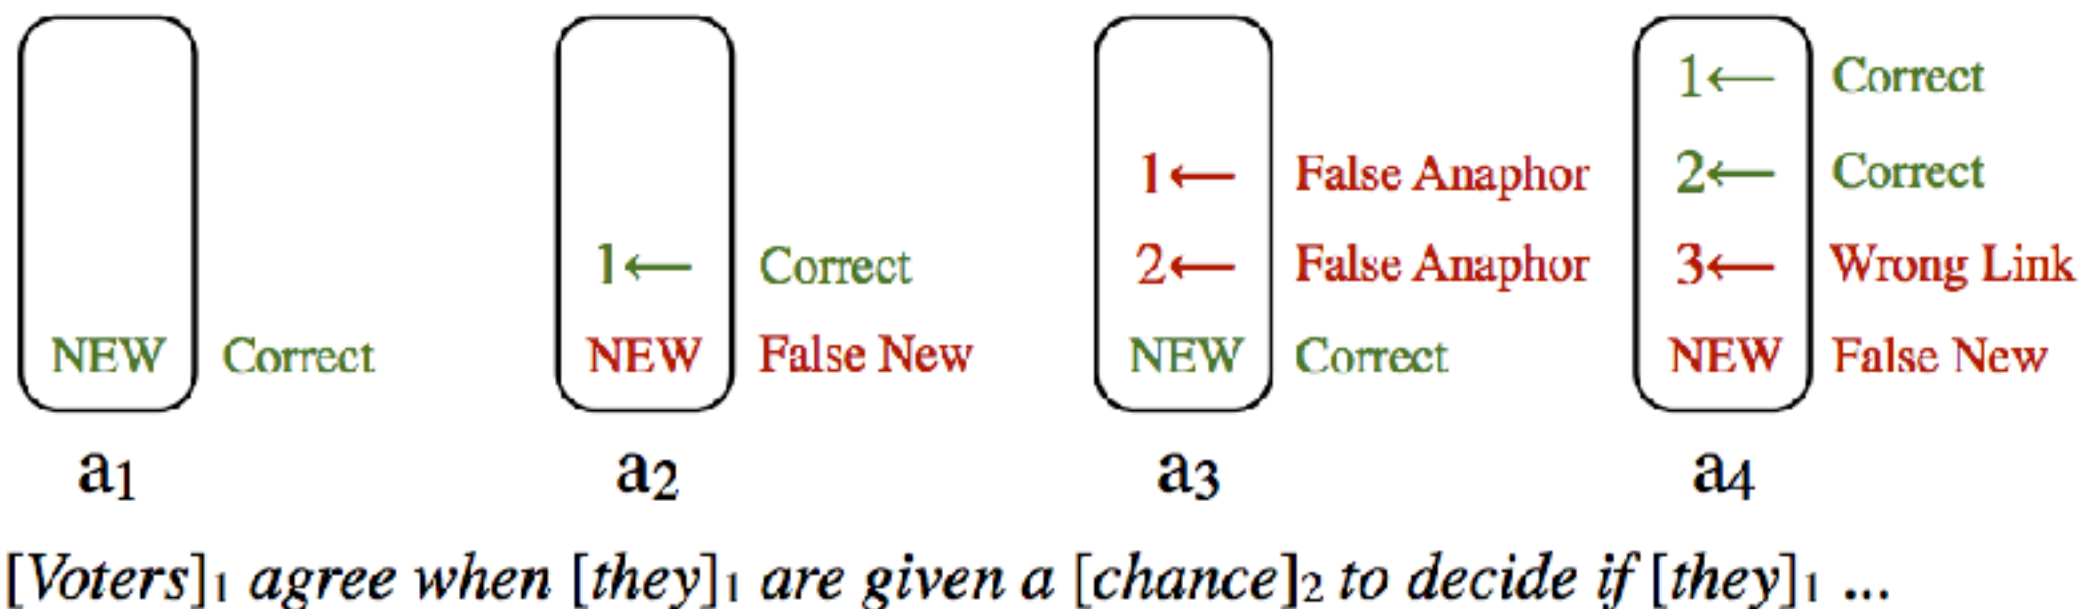 1← Correct
1← False Anaphor 2← Correct
1← Correct 2← False Anaphor 3← Wrong Link
NEW Correct NEW False New NEW Correct NEW False New
a1 a2 a3 a4
[Voters]1 agree when [they]1 are given a [chance]2 to decide if [they]1 ...